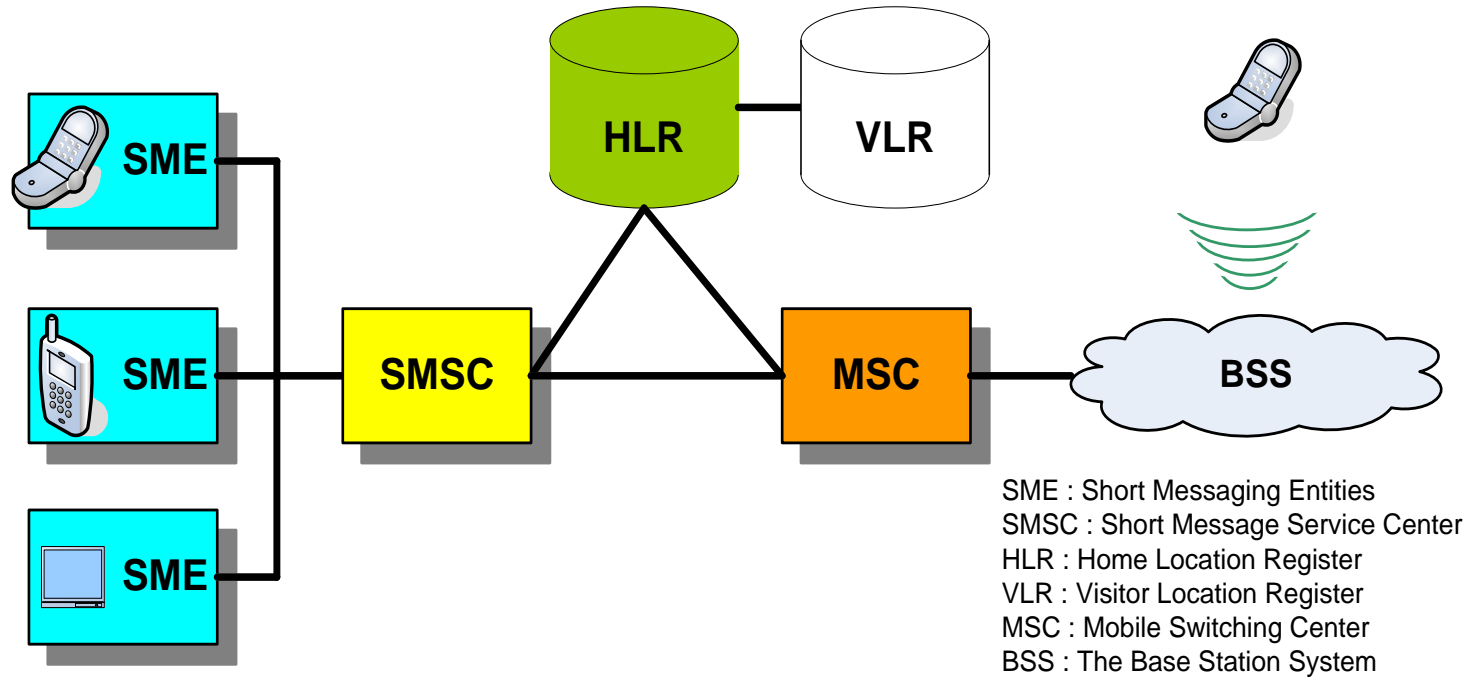 HLR
VLR
SME
SME
SMSC
MSC
BSS
SME
SME : Short Messaging Entities
SMSC : Short Message Service Center
HLR : Home Location Register
VLR : Visitor Location Register
MSC : Mobile Switching Center
BSS : The Base Station System